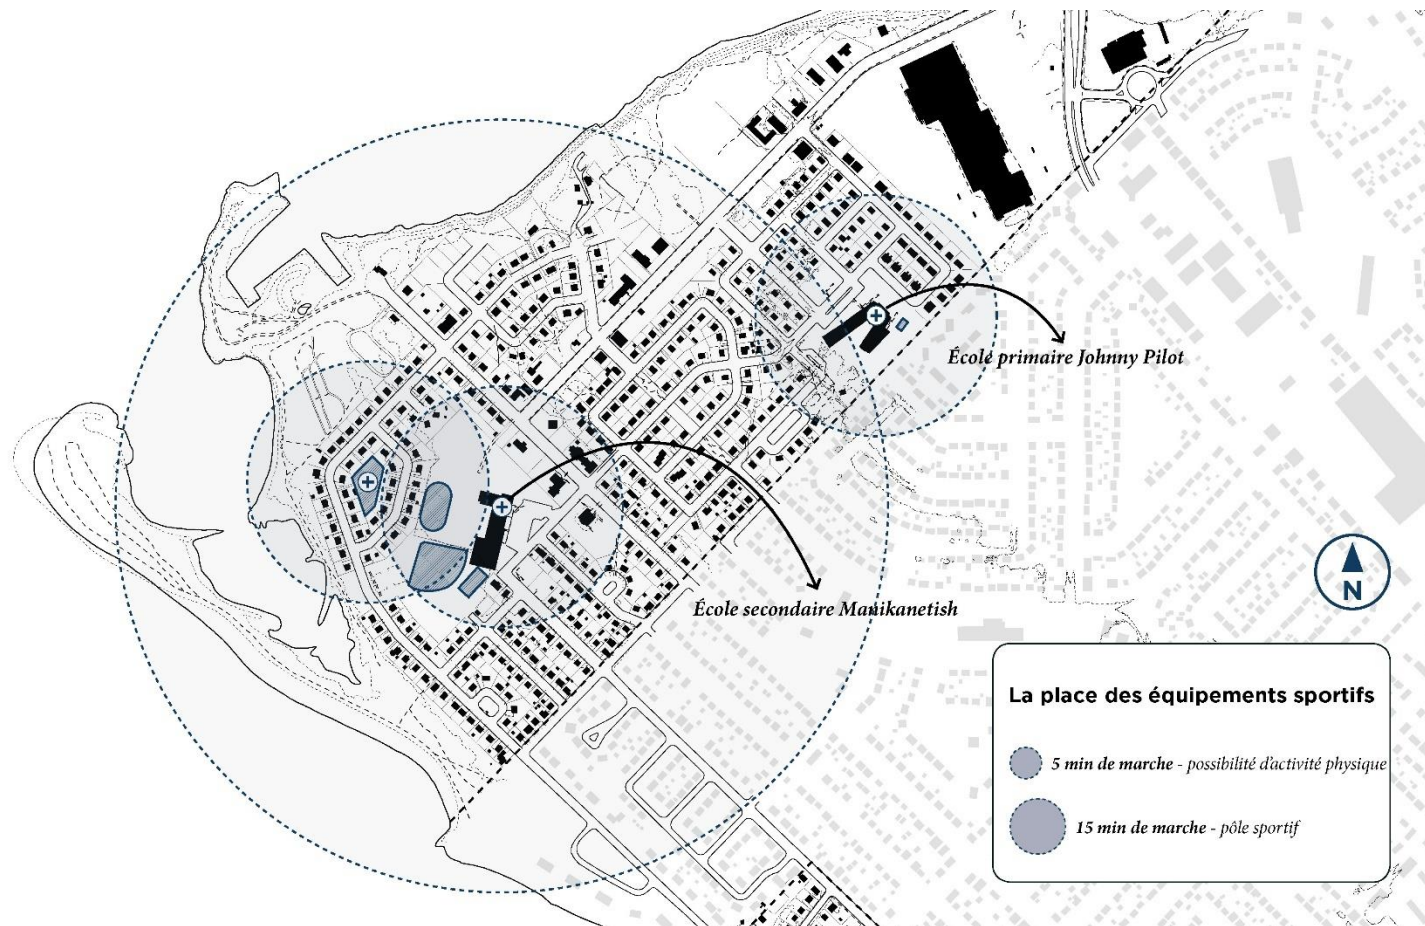 École primaire Johnny Pilot
École secondaire Manikanetish
N
La place des équipements sportifs
5 min de marche - possibilité d'activité physique
15 min de marche - pôle sportif